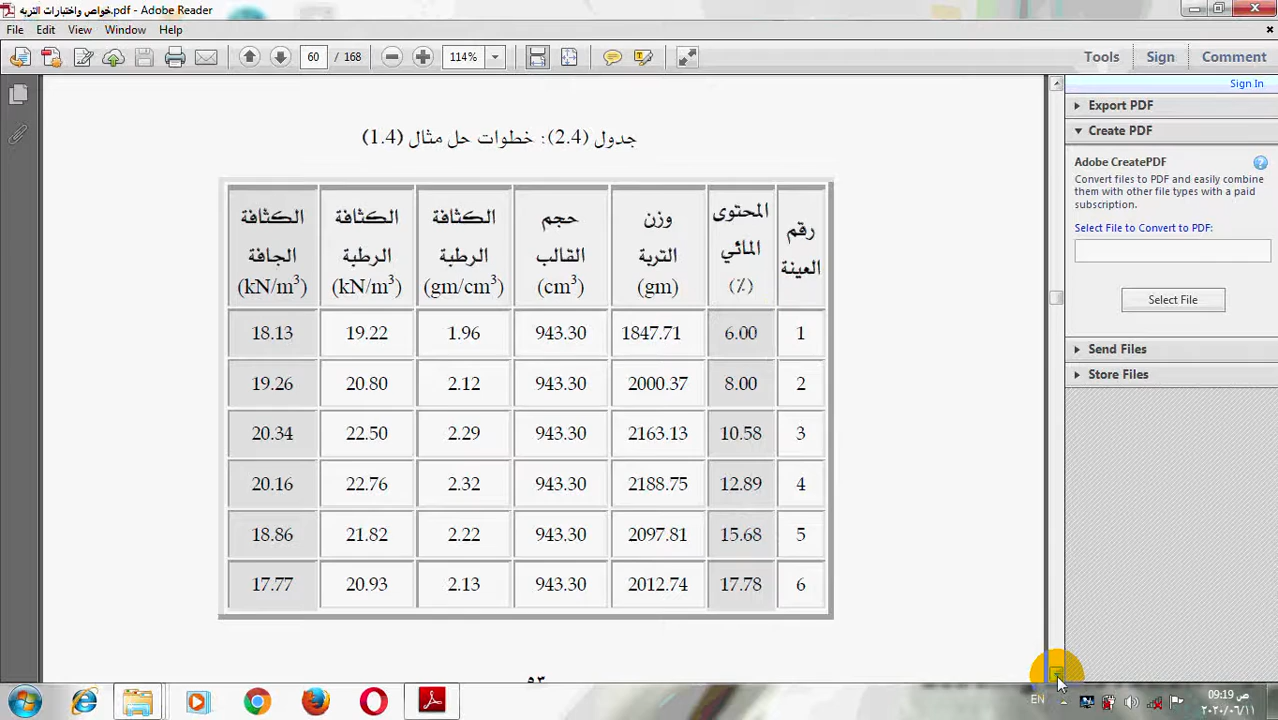 خواص واختبارات التربه.pdf - Adobe Reader
File Edit View Window Help
60 / 168 114% Tools Sign Comment
Sign In
Export PDF
Create PDF
Adobe CreatePDF
Convert files to PDF and easily combine
them with other file types with a paid
subscription.
Select File to Convert to PDF:
Select File
Send Files
Store Files
جدول (2.4): خطوات حل مثال (1.4)
رقم العينة | المحتوى المائي (٪) | وزن التربة (gm) | حجم القالب (cm³) | الكثافة الرطبة (gm/cm³) | الكثافة الرطبة (kN/m³) | الكثافة الجافة (kN/m³)
1 | 6.00 | 1847.71 | 943.30 | 1.96 | 19.22 | 18.13
2 | 8.00 | 2000.37 | 943.30 | 2.12 | 20.80 | 19.26
3 | 10.58 | 2163.13 | 943.30 | 2.29 | 22.50 | 20.34
4 | 12.89 | 2188.75 | 943.30 | 2.32 | 22.76 | 20.16
5 | 15.68 | 2097.81 | 943.30 | 2.22 | 21.82 | 18.86
6 | 17.78 | 2012.74 | 943.30 | 2.13 | 20.93 | 17.77
EN
09:19 ص
٢٠٢٠/٠٦/١١